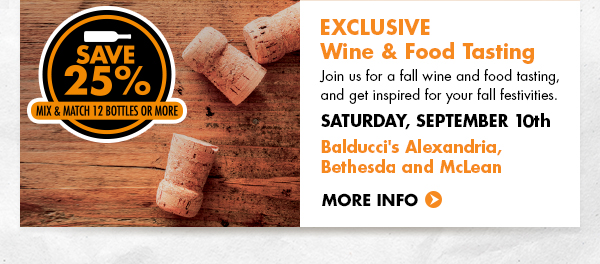 SAVE
25%
MIX & MATCH 12 BOTTLES OR MORE
EXCLUSIVE
Wine & Food Tasting
Join us for a fall wine and food tasting,
and get inspired for your fall festivities.
SATURDAY, SEPTEMBER 10th
Balducci's Alexandria,
Bethesda and McLean
MORE INFO